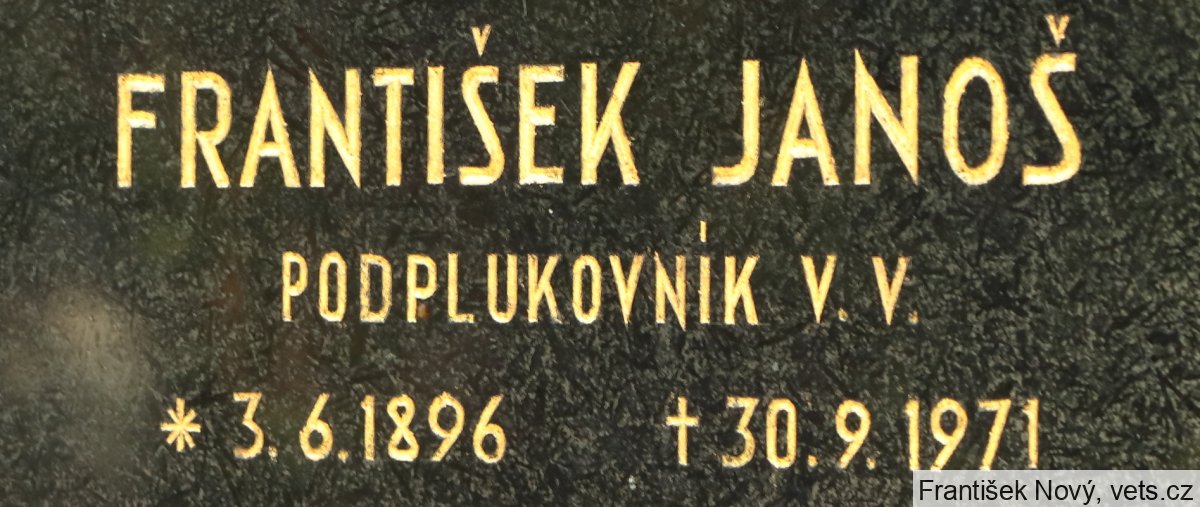 FRANTIŠEK JANOŠ
PODPLUKOVNÍK V. V.
* 3.6.1896 † 30.9.1971
František Nový, vets.cz